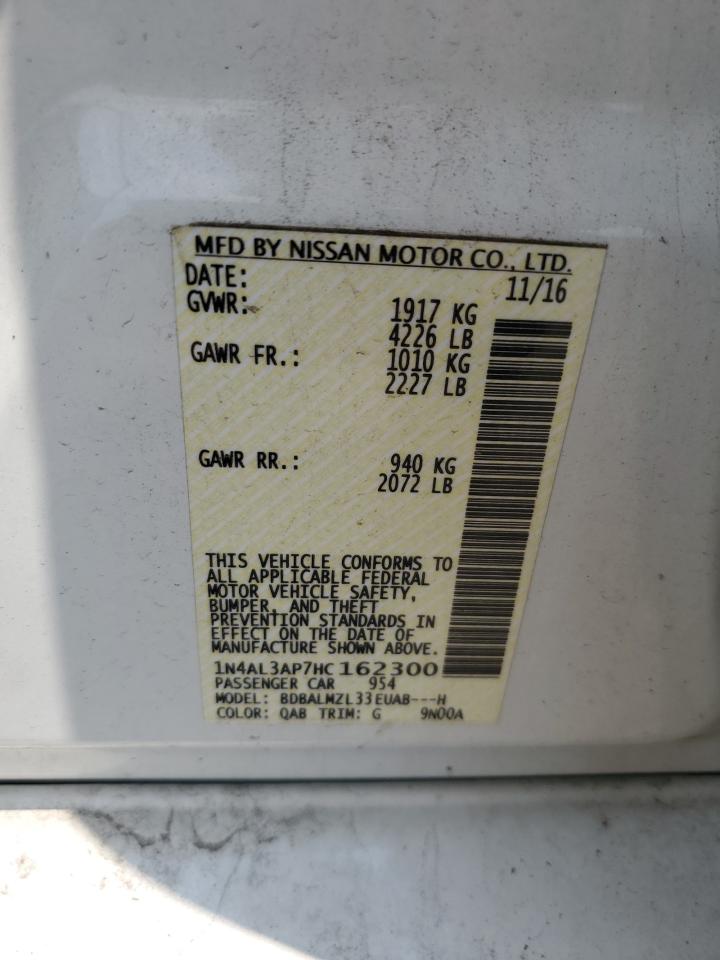 MFD BY NISSAN MOTOR CO., LTD.
DATE: 11/16
GVWR: 1917 KG
4226 LB
GAWR FR.: 1010 KG
2227 LB
GAWR RR.: 940 KG
2072 LB
THIS VEHICLE CONFORMS TO
ALL APPLICABLE FEDERAL
MOTOR VEHICLE SAFETY,
BUMPER, AND THEFT
PREVENTION STANDARDS IN
EFFECT ON THE DATE OF
MANUFACTURE SHOWN ABOVE.
1N4AL3AP7HC162300
PASSENGER CAR 954
MODEL: BDBALMZL33EUAB---H
COLOR: QAB TRIM: G 9N00A